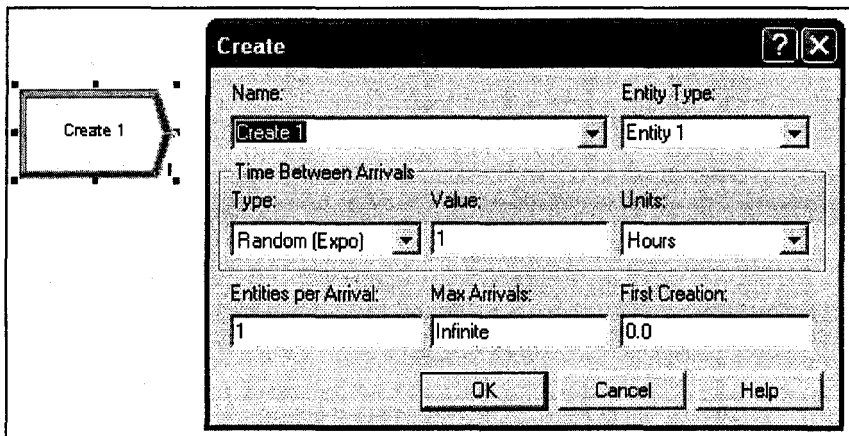 Create
Create 1
Name:
Entity Type:
Create 1
Entity 1
Time Between Arrivals
Type:
Value:
Units:
Random (Expo)
1
Hours
Entities per Arrival:
Max Arrivals:
First Creation:
1
Infinite
0.0
OK
Cancel
Help